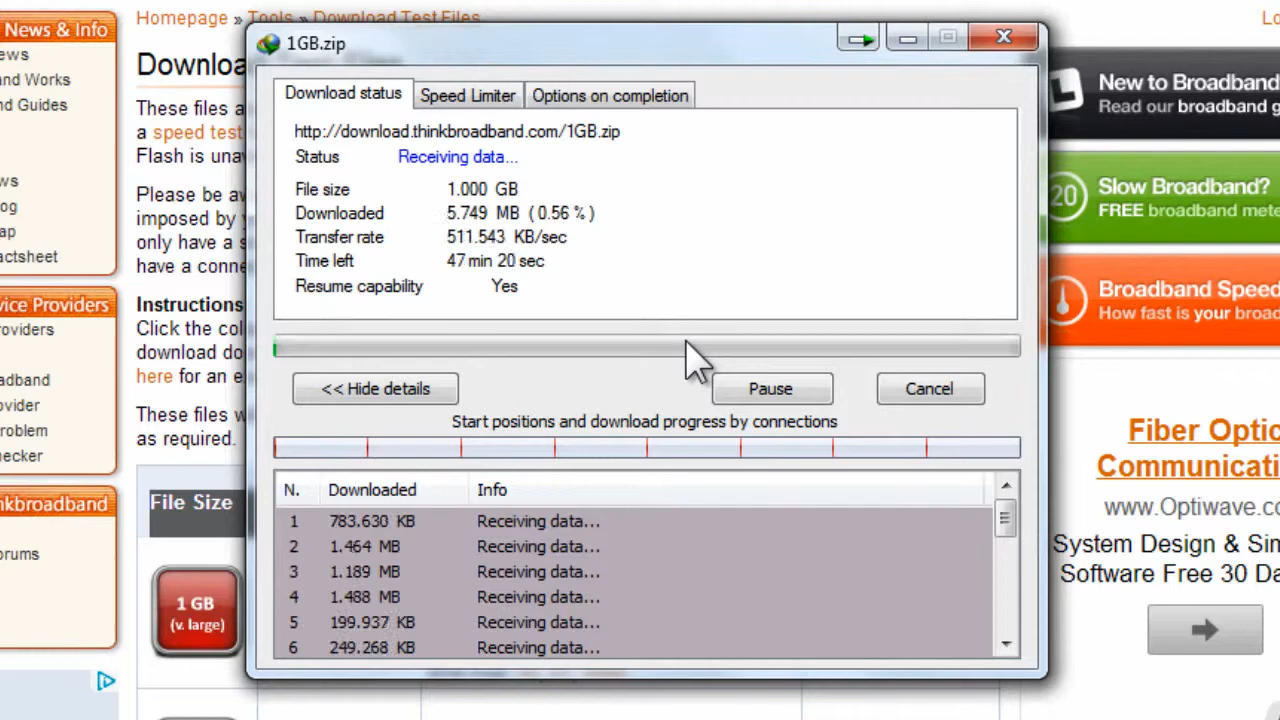 Homepage » Tools » Download Test Files
News & Info
and Works
and Guides
actsheet
vice Providers
roviders
adband
rovider
roblem
hecker
nkbroadband
orums
Downloa
These files a
a speed test
Flash is una
Please be aw
imposed by y
only have a s
have a conne
Instructions
Click the col
download do
here for an e
These files w
as required.
File Size
1 GB
(v. large)
1GB.zip
Download status
Speed Limiter
Options on completion
http://download.thinkbroadband.com/1GB.zip
Status Receiving data...
File size 1.000 GB
Downloaded 5.749 MB ( 0.56 % )
Transfer rate 511.543 KB/sec
Time left 47 min 20 sec
Resume capability Yes
<< Hide details
Pause
Cancel
Start positions and download progress by connections
N. Downloaded Info
1 783.630 KB Receiving data...
2 1.464 MB Receiving data...
3 1.189 MB Receiving data...
4 1.488 MB Receiving data...
5 199.937 KB Receiving data...
6 249.268 KB Receiving data...
New to Broadband
Read our broadband g
20
Slow Broadband?
FREE broadband mete
Broadband Speed
How fast is your broad
Fiber Optic
Communicati
www.Optiwave.co
System Design & Sim
Software Free 30 Da